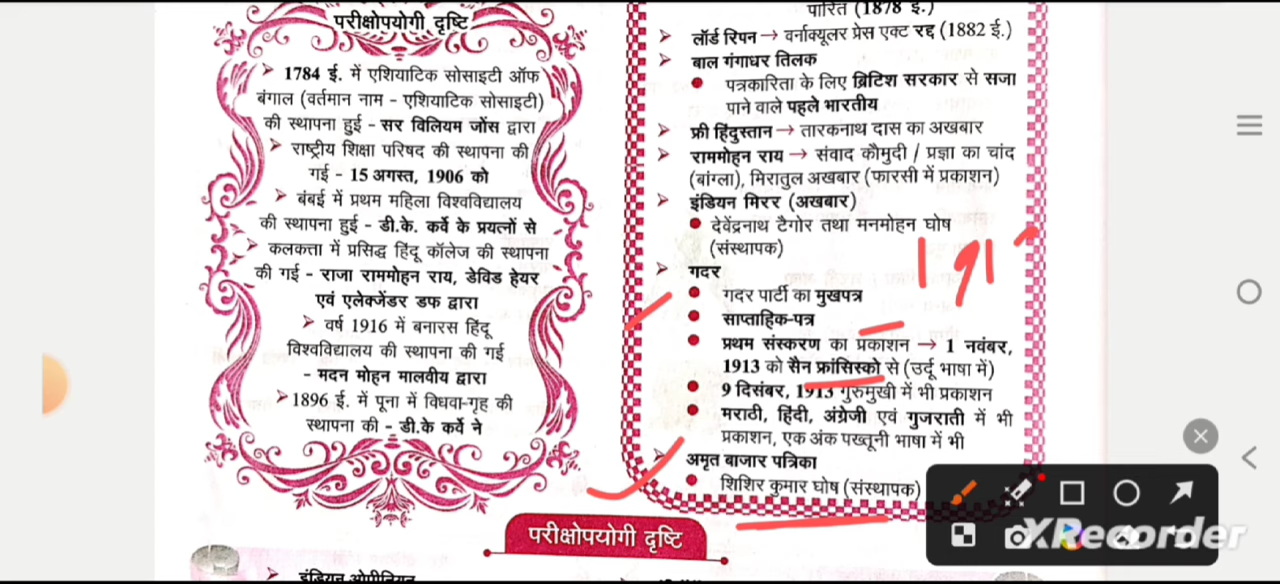 परीक्षोपयोगी दृष्टि
➤ 1784 ई. में एशियाटिक सोसाइटी ऑफ
बंगाल (वर्तमान नाम - एशियाटिक सोसाइटी)
की स्थापना हुई - सर विलियम जोंस द्वारा
➤ राष्ट्रीय शिक्षा परिषद की स्थापना की
गई - 15 अगस्त, 1906 को
➤ बंबई में प्रथम महिला विश्वविद्यालय
की स्थापना हुई - डी.के. कर्वे के प्रयत्नों से
➤ कलकत्ता में प्रसिद्ध हिंदू कॉलेज की स्थापना
की गई - राजा राममोहन राय, डेविड हेयर
एवं एलेक्जेंडर डफ द्वारा
➤ वर्ष 1916 में बनारस हिंदू
विश्वविद्यालय की स्थापना की गई
- मदन मोहन मालवीय द्वारा
➤ 1896 ई. में पूना में विधवा-गृह की
स्थापना की - डी.के कर्वे ने
पारित (1878 ई.)
➤ लॉर्ड रिपन → वर्नाक्यूलर प्रेस एक्ट रद्द (1882 ई.)
➤ बाल गंगाधर तिलक
● पत्रकारिता के लिए ब्रिटिश सरकार से सजा
पाने वाले पहले भारतीय
➤ फ्री हिंदुस्तान → तारकनाथ दास का अखबार
➤ राममोहन राय → संवाद कौमुदी / प्रज्ञा का चांद
(बांग्ला), मिरातुल अखबार (फारसी में प्रकाशन)
➤ इंडियन मिरर (अखबार)
● देवेंद्रनाथ टैगोर तथा मनमोहन घोष
(संस्थापक)
191
➤ गदर
● गदर पार्टी का मुखपत्र
● साप्ताहिक-पत्र
● प्रथम संस्करण का प्रकाशन → 1 नवंबर,
1913 को सैन फ्रांसिस्को से (उर्दू भाषा में)
● 9 दिसंबर, 1913 गुरुमुखी में भी प्रकाशन
● मराठी, हिंदी, अंग्रेजी एवं गुजराती में भी
प्रकाशन, एक अंक पख्तूनी भाषा में भी
➤ अमृत बाजार पत्रिका
● शिशिर कुमार घोष (संस्थापक)
परीक्षोपयोगी दृष्टि
➤ इंडियन ओपीनियन
XRecorder